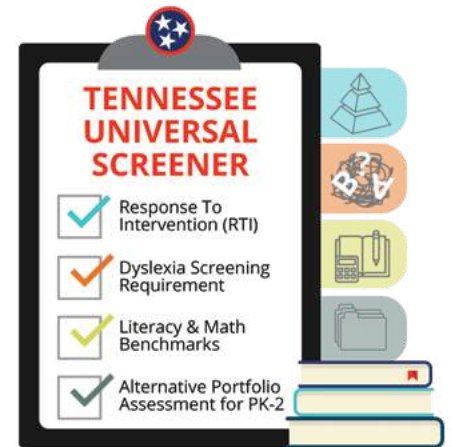 TENNESSEE
UNIVERSAL
SCREENER
Response To
Intervention (RTI)
Dyslexia Screening
Requirement
Literacy & Math
Benchmarks
Alternative Portfolio
Assessment for PK-2
B ? A